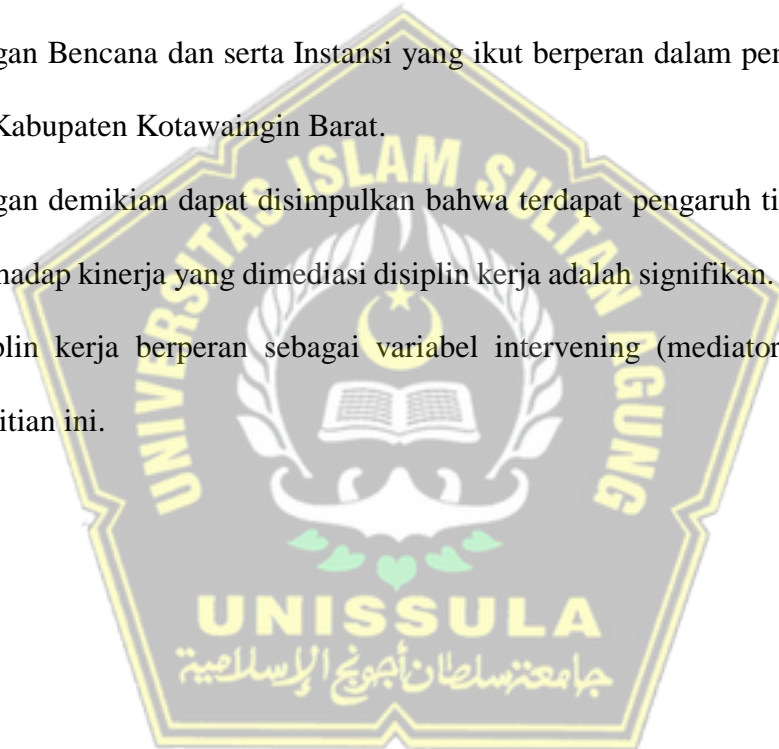 gan Bencana dan serta Instansi yang ikut berperan dalam per
Kabupaten Kotawaingin Barat.
gan demikian dapat disimpulkan bahwa terdapat pengaruh ti
hadap kinerja yang dimediasi disiplin kerja adalah signifikan.
plin kerja berperan sebagai variabel intervening (mediator
itian ini.
UNIVERSITAS ISLAM SULTAN AGUNG
UNISSULA
جامعة سلطان أجونج الإسلامية